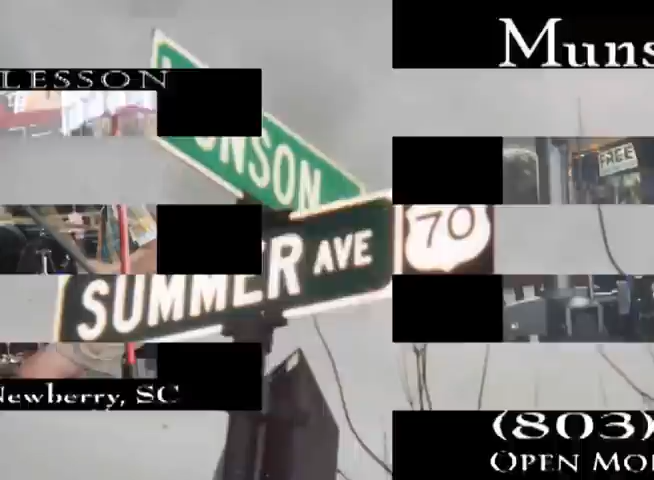 Muns
LESSON
FREE
NSON
70
SUMMER AVE
Newberry, SC
(803)
OPEN MO